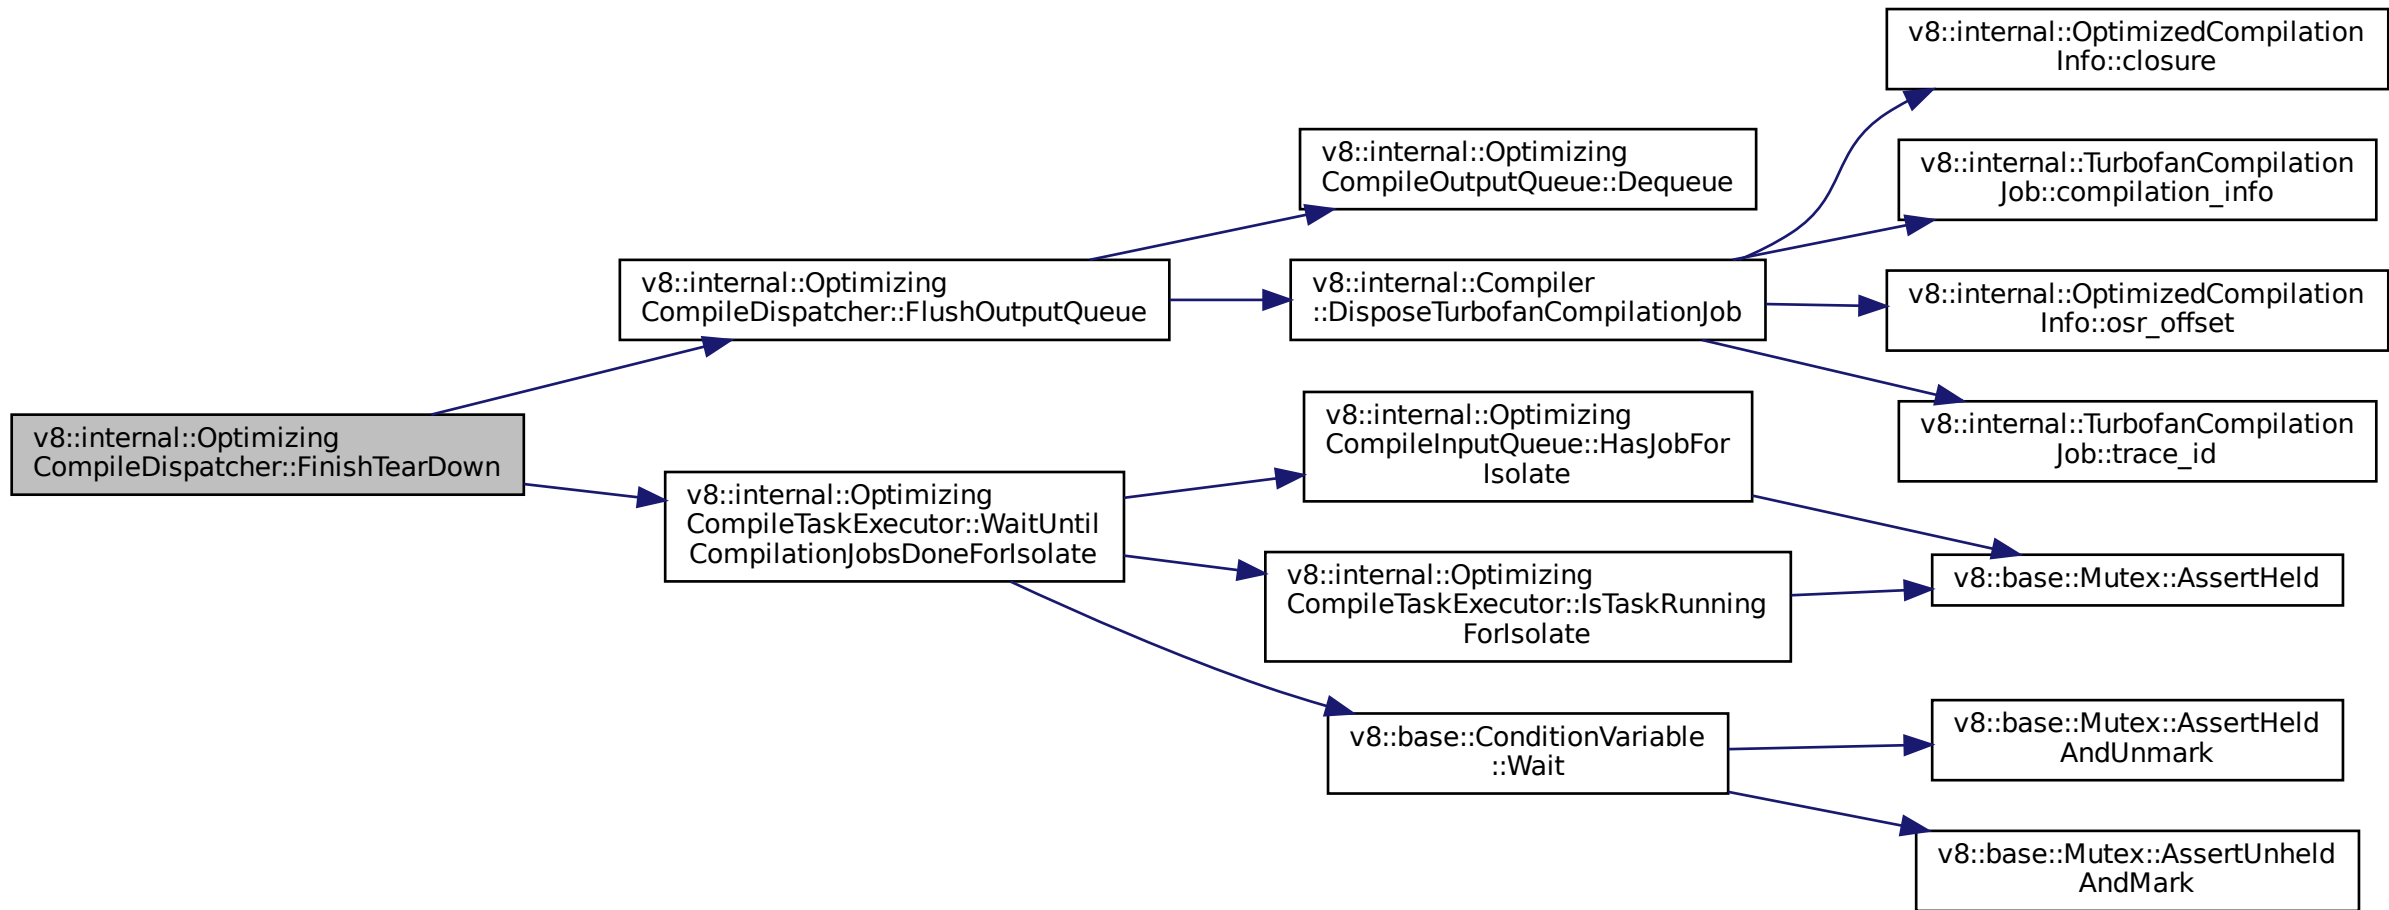 v8::internal::Optimizing
CompileDispatcher::FinishTearDown
v8::internal::Optimizing
CompileDispatcher::FlushOutputQueue
v8::internal::Optimizing
CompileTaskExecutor::WaitUntil
CompilationJobsDoneForIsolate
v8::internal::Optimizing
CompileOutputQueue::Dequeue
v8::internal::Compiler
::DisposeTurbofanCompilationJob
v8::internal::Optimizing
CompileInputQueue::HasJobFor
Isolate
v8::internal::Optimizing
CompileTaskExecutor::IsTaskRunning
ForIsolate
v8::base::ConditionVariable
::Wait
v8::internal::OptimizedCompilation
Info::closure
v8::internal::TurbofanCompilation
Job::compilation_info
v8::internal::OptimizedCompilation
Info::osr_offset
v8::internal::TurbofanCompilation
Job::trace_id
v8::base::Mutex::AssertHeld
v8::base::Mutex::AssertHeld
AndUnmark
v8::base::Mutex::AssertUnheld
AndMark